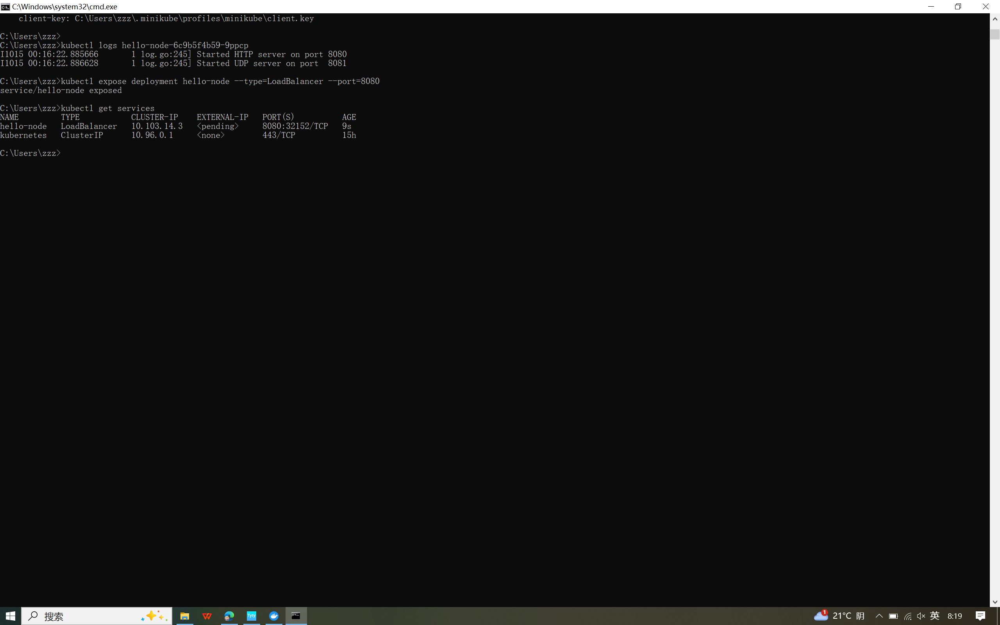 C:\Windows\system32\cmd.exe
client-key: C:\Users\zzz\.minikube\profiles\minikube\client.key
C:\Users\zzz>
C:\Users\zzz>kubectl logs hello-node-6c9b5f4b59-9ppcp
I1015 00:16:22.885666       1 log.go:245] Started HTTP server on port 8080
I1015 00:16:22.886628       1 log.go:245] Started UDP server on port  8081
C:\Users\zzz>kubectl expose deployment hello-node --type=LoadBalancer --port=8080
service/hello-node exposed
C:\Users\zzz>kubectl get services
NAME         TYPE           CLUSTER-IP    EXTERNAL-IP   PORT(S)          AGE
hello-node   LoadBalancer   10.103.14.3   <pending>     8080:32152/TCP   9s
kubernetes   ClusterIP      10.96.0.1     <none>        443/TCP          15h
C:\Users\zzz>
搜索
Tyty
1
21°C 阴
英
8:19